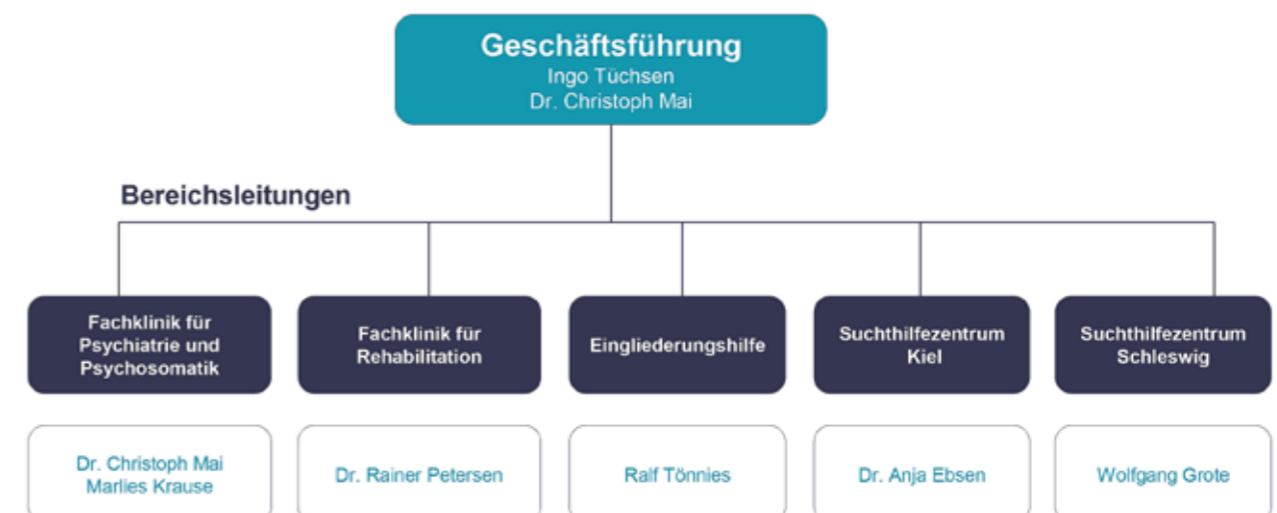 Geschäftsführung
Ingo Tüchsen
Dr. Christoph Mai
Bereichsleitungen
Fachklinik für
Psychiatrie und
Psychosomatik
Fachklinik für
Rehabilitation
Eingliederungshilfe
Suchthilfezentrum
Kiel
Suchthilfezentrum
Schleswig
Dr. Christoph Mai
Marlies Krause
Dr. Rainer Petersen
Ralf Tönnies
Dr. Anja Ebsen
Wolfgang Grote